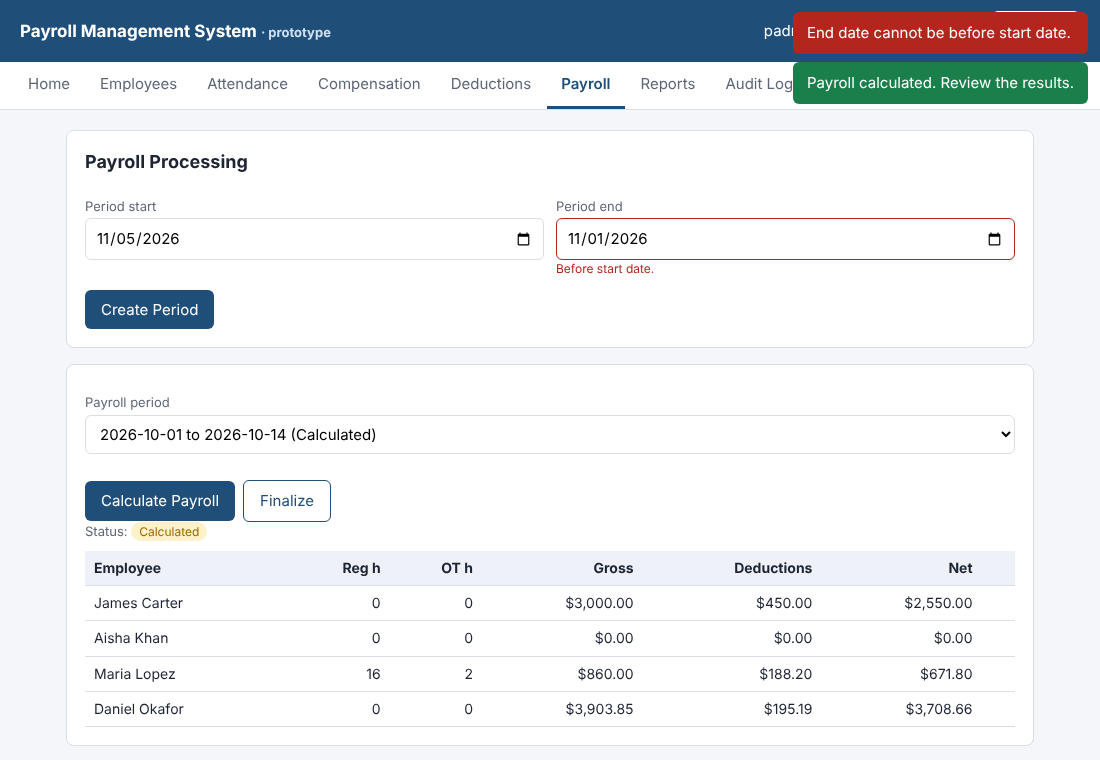 Payroll Management System · prototype
End date cannot be before start date.
Payroll calculated. Review the results.
Home Employees Attendance Compensation Deductions Payroll Reports Audit Log
Payroll Processing
Period start Period end
11/05/2026 11/01/2026
Before start date.
Create Period
Payroll period
2026-10-01 to 2026-10-14 (Calculated)
Calculate Payroll Finalize
Status: Calculated
Employee Reg h OT h Gross Deductions Net
James Carter 0 0 $3,000.00 $450.00 $2,550.00
Aisha Khan 0 0 $0.00 $0.00 $0.00
Maria Lopez 16 2 $860.00 $188.20 $671.80
Daniel Okafor 0 0 $3,903.85 $195.19 $3,708.66